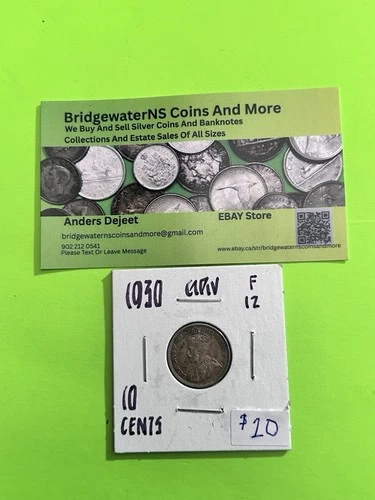 BridgewaterNS Coins And More
We Buy And Sell Silver Coins And Banknotes
Collections And Estate Sales Of All Sizes
Anders Dejeet
EBAY Store
bridgewaternscoinsandmore@gmail.com
902 212 0541
Please Text Or Leave Message
www.ebay.ca/str/bridgewaternscoinsandmore
1930
F
12
10
CENTS
$20